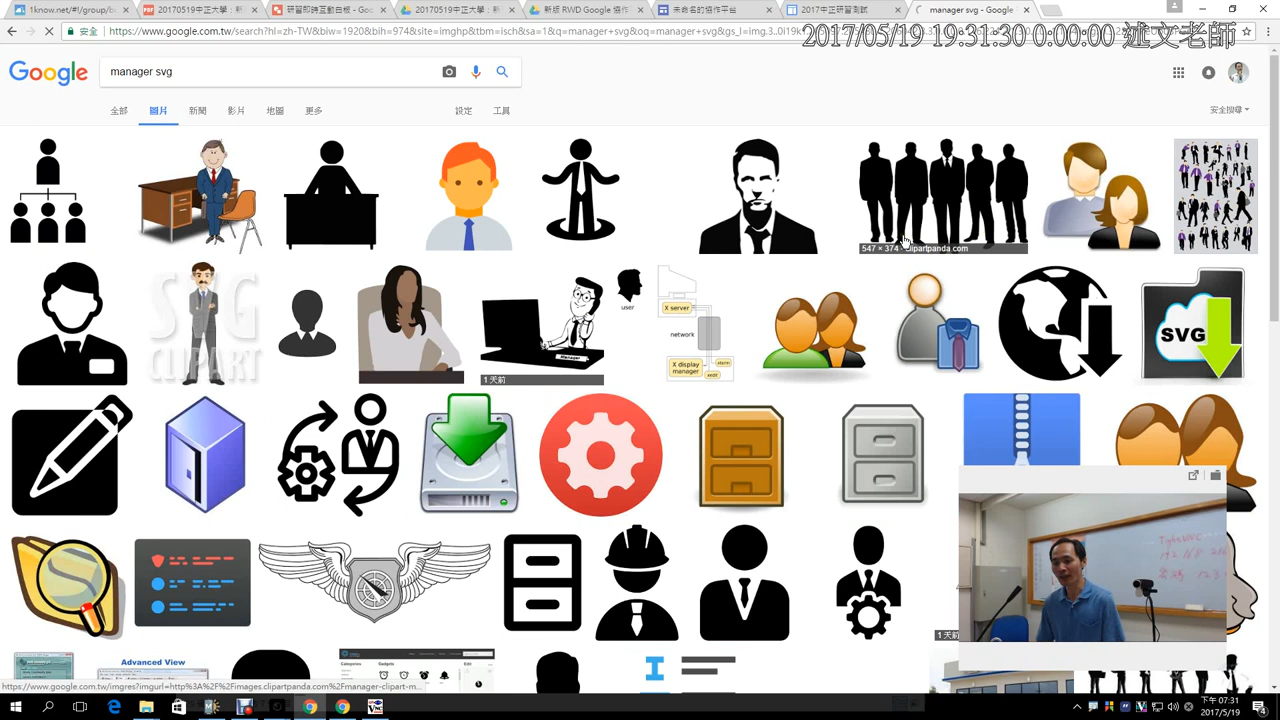 1know.net/#!/group/b
20170519中正大學：
研習即時互動白板 - Goo
20170519中正大學：新
新版 RWD Google 協作
未命名的協作平台
2017中正研習測試
manager svg - Google
安全
https://www.google.com.tw/search?hl=zh-TW&biw=1920&bih=974&site=imghp&tbm=isch&sa=1&q=manager+svg&oq=manager+svg&gs_l=img.3.0i19k
2017/05/19 19:31:30 0:00:00 述文老師
Google
manager svg
全部
圖片
新聞
影片
地圖
更多
設定
工具
安全搜尋
547 × 374 - clipartpanda.com
SVG
CLIPART
Manager
1 天前
user
X server
network
X display
manager
xterm
xedit
SVG
1 天前
Advanced View
https://www.google.com.tw/imgres?imgurl=http%3A%2F%2Fimages.clipartpanda.com%2Fmanager-clipart-m...
下午 07:31
2017/5/19